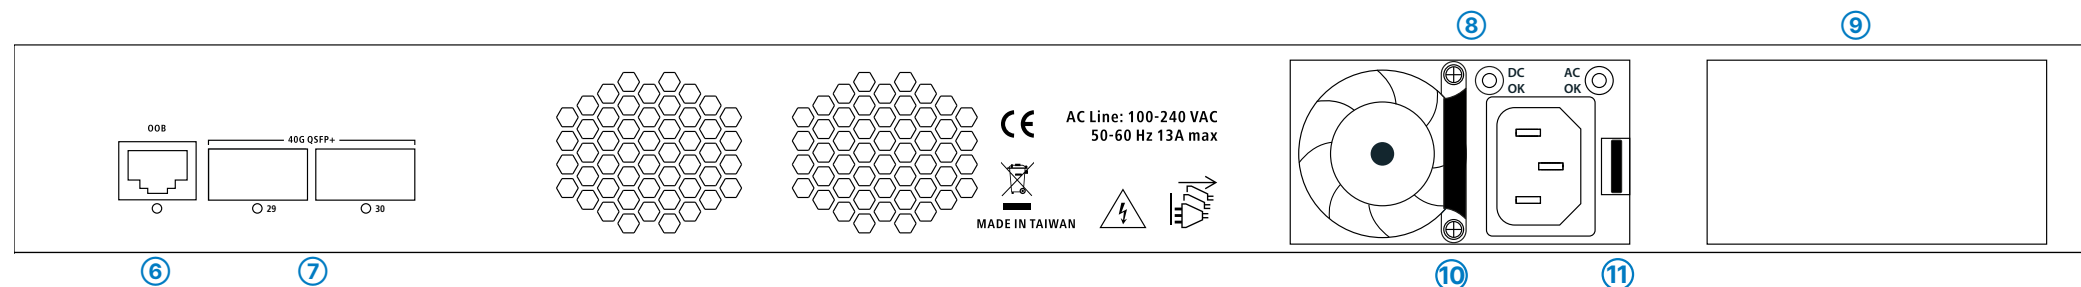 ⑧
⑨
DC
OK
AC
OK
AC Line: 100-240 VAC
50-60 Hz 13A max
OOB
40G QSFP+
29
30
CE
MADE IN TAIWAN
⑥
⑦
⑩
⑪